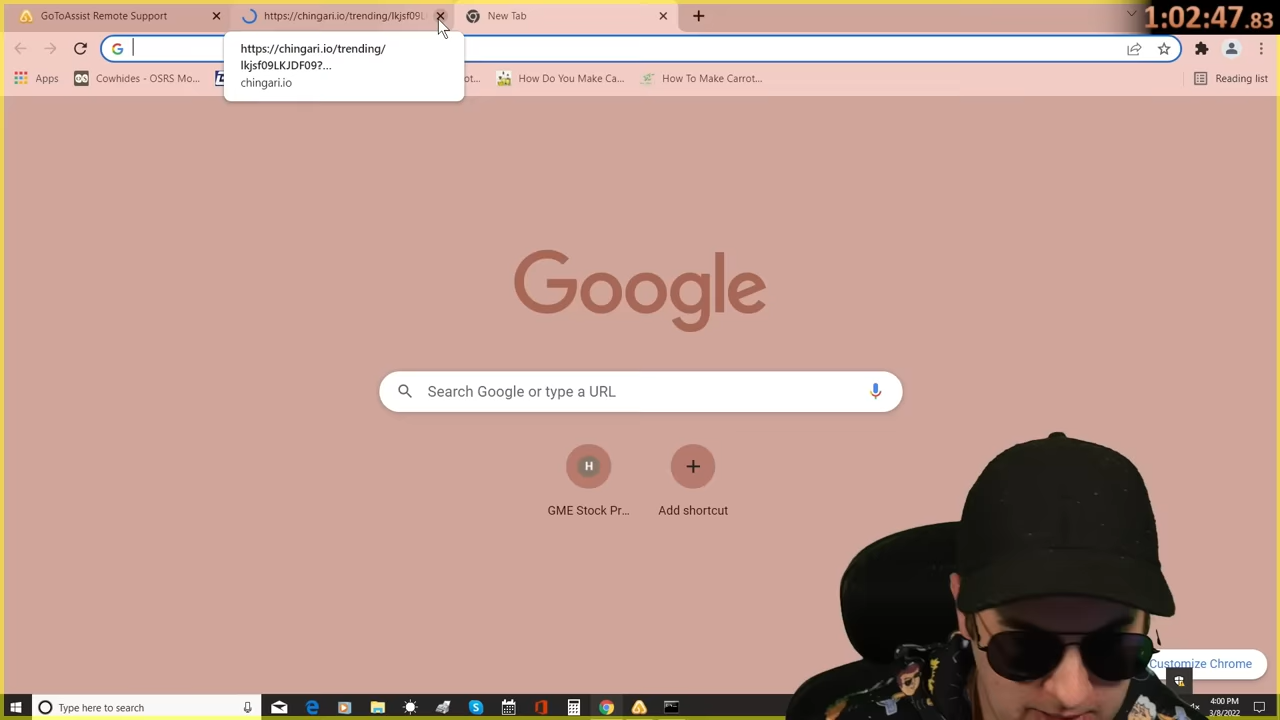 GoToAssist Remote Support
https://chingari.io/trending/lkjsf09L
New Tab
1:02:47.83
https://chingari.io/trending/
lkjsf09LKJDF09?...
chingari.io
Apps
Cowhides - OSRS Mo...
ot...
How Do You Make Ca...
How To Make Carrot...
Reading list
Google
Search Google or type a URL
H
GME Stock Pr...
Add shortcut
Customize Chrome
Type here to search
4:00 PM
3/8/2022